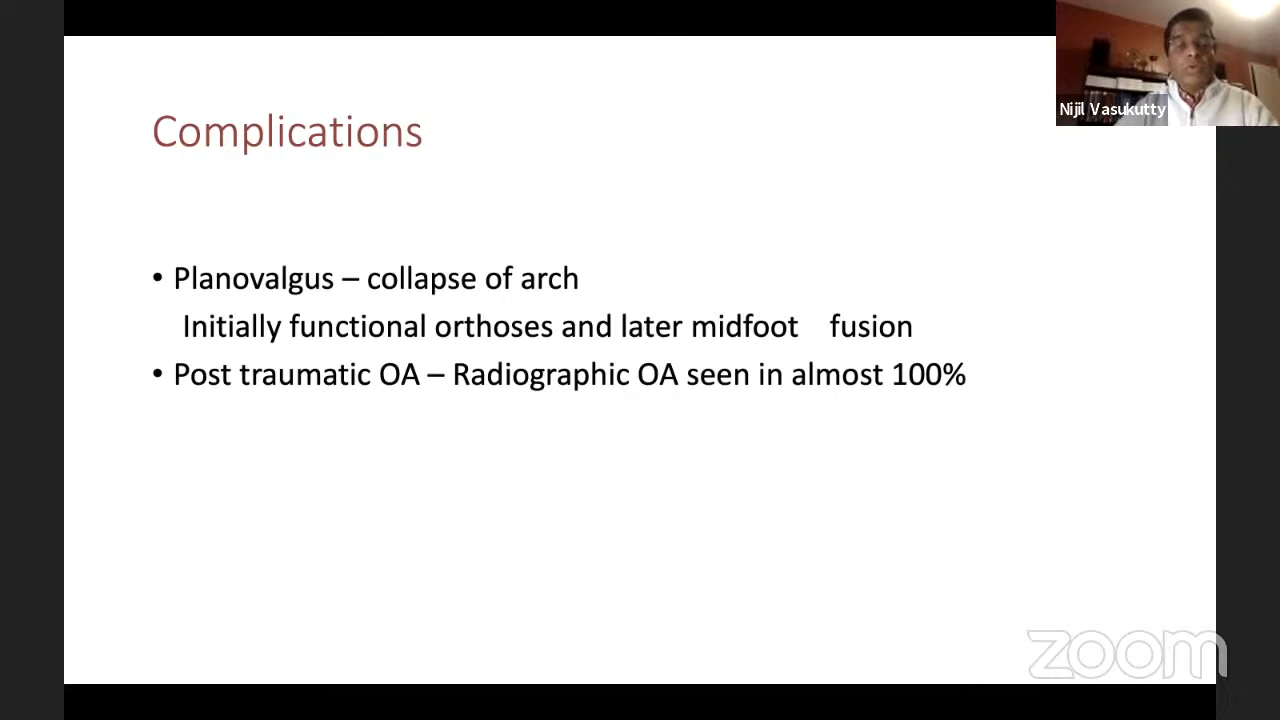 Nijil Vasukutty
Complications
• Planovalgus – collapse of arch
Initially functional orthoses and later midfoot fusion
• Post traumatic OA – Radiographic OA seen in almost 100%
zoom